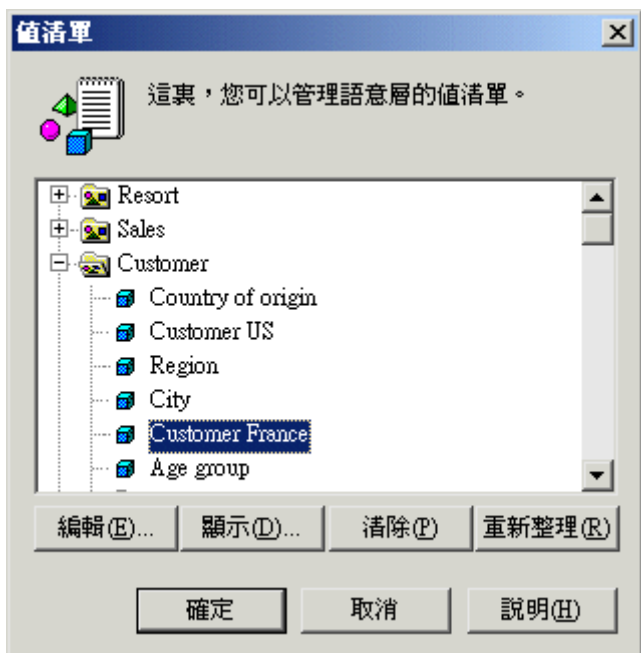 值清單
這裏，您可以管理語意層的值清單。
Resort
Sales
Customer
Country of origin
Customer US
Region
City
Customer France
Age group
編輯(E)... 顯示(D)... 清除(P) 重新整理(R)
確定 取消 說明(H)